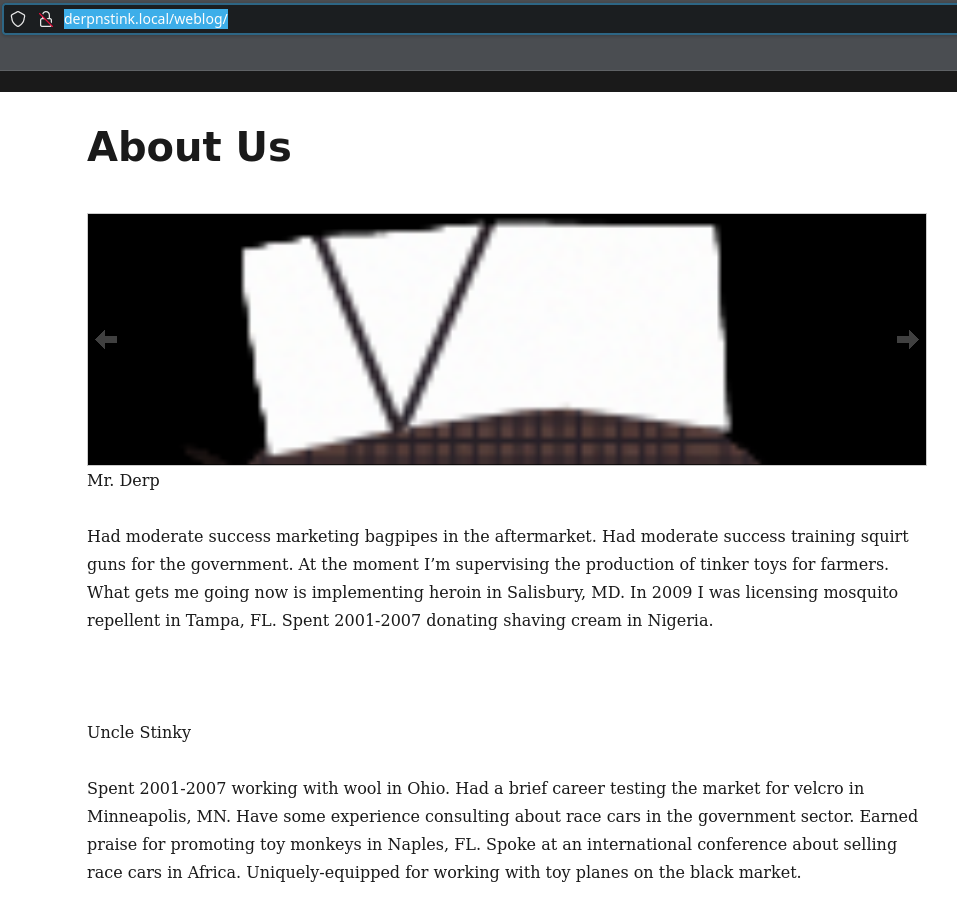 derpnstink.local/weblog/
About Us
Mr. Derp
Had moderate success marketing bagpipes in the aftermarket. Had moderate success training squirt
guns for the government. At the moment I’m supervising the production of tinker toys for farmers.
What gets me going now is implementing heroin in Salisbury, MD. In 2009 I was licensing mosquito
repellent in Tampa, FL. Spent 2001-2007 donating shaving cream in Nigeria.
Uncle Stinky
Spent 2001-2007 working with wool in Ohio. Had a brief career testing the market for velcro in
Minneapolis, MN. Have some experience consulting about race cars in the government sector. Earned
praise for promoting toy monkeys in Naples, FL. Spoke at an international conference about selling
race cars in Africa. Uniquely-equipped for working with toy planes on the black market.